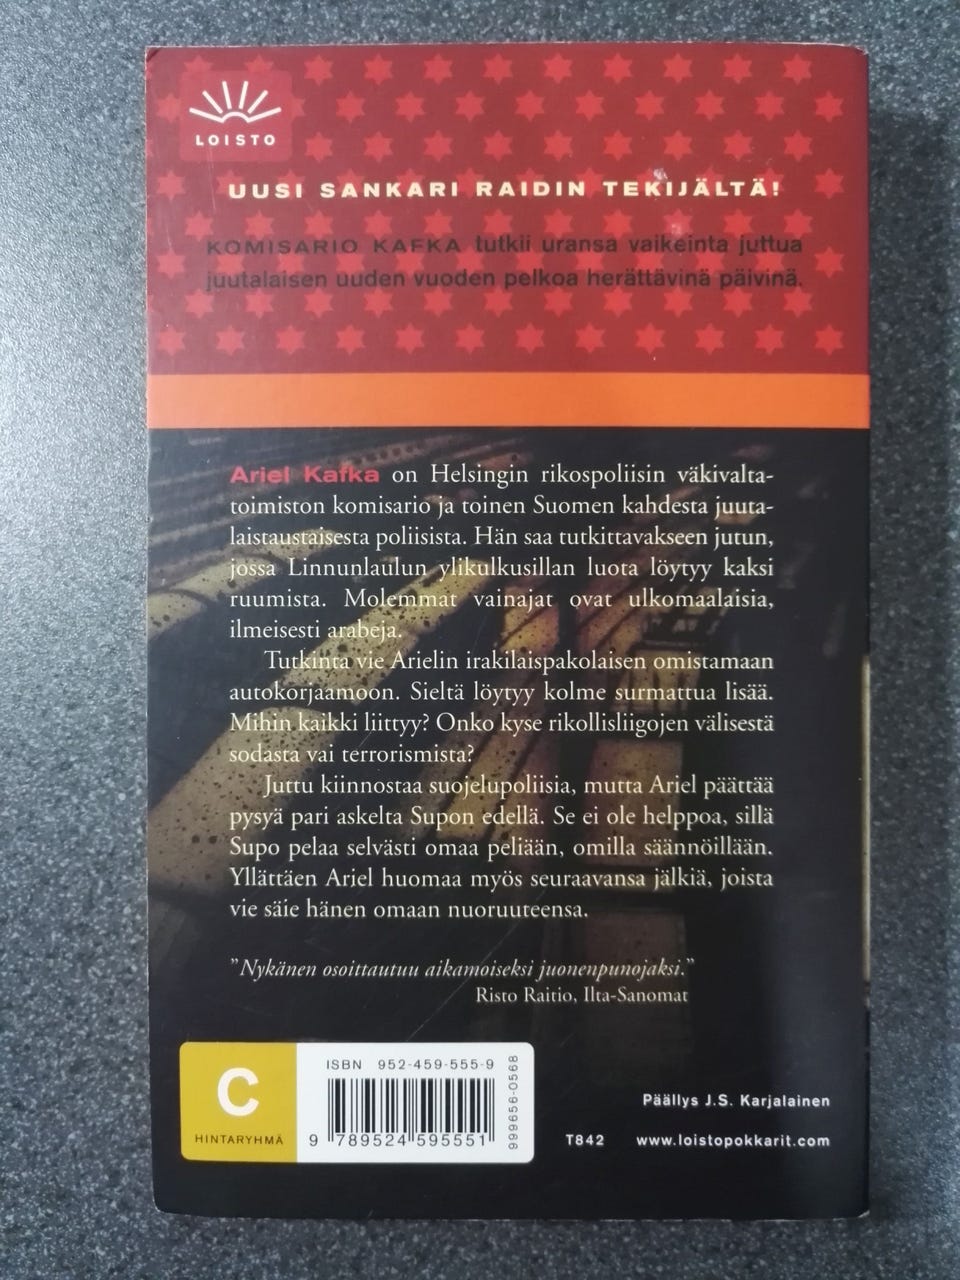 LOISTO
UUSI SANKARI RAIDIN TEKIJÄLTÄ!
KOMISARIO KAFKA tutkii uransa vaikeinta juttua
juutalaisen uuden vuoden pelkoa herättävinä päivinä.
Ariel Kafka on Helsingin rikospoliisin väkivalta-
toimiston komisario ja toinen Suomen kahdesta juuta-
laistaustaisesta poliisista. Hän saa tutkittavakseen jutun,
jossa Linnunlaulun ylikulkusillan luota löytyy kaksi
ruumista. Molemmat vainajat ovat ulkomaalaisia,
ilmeisesti arabeja.
Tutkinta vie Arielin irakilaispakolaisen omistamaan
autokorjaamoon. Sieltä löytyy kolme surmattua lisää.
Mihin kaikki liittyy? Onko kyse rikollisliigojen välisestä
sodasta vai terrorismista?
Juttu kiinnostaa suojelupoliisia, mutta Ariel päättää
pysyä pari askelta Supon edellä. Se ei ole helppoa, sillä
Supo pelaa selvästi omaa peliään, omilla säännöillään.
Yllättäen Ariel huomaa myös seuraavansa jälkiä, joista
vie säie hänen omaan nuoruuteensa.
"Nykänen osoittautuu aikamoiseksi juonenpunojaksi."
Risto Raitio, Ilta-Sanomat
C
HINTARYHMÄ
ISBN 952-459-555-9
9 789524 595551
999656-0568
Päällys J.S. Karjalainen
T842 www.loistopokkarit.com